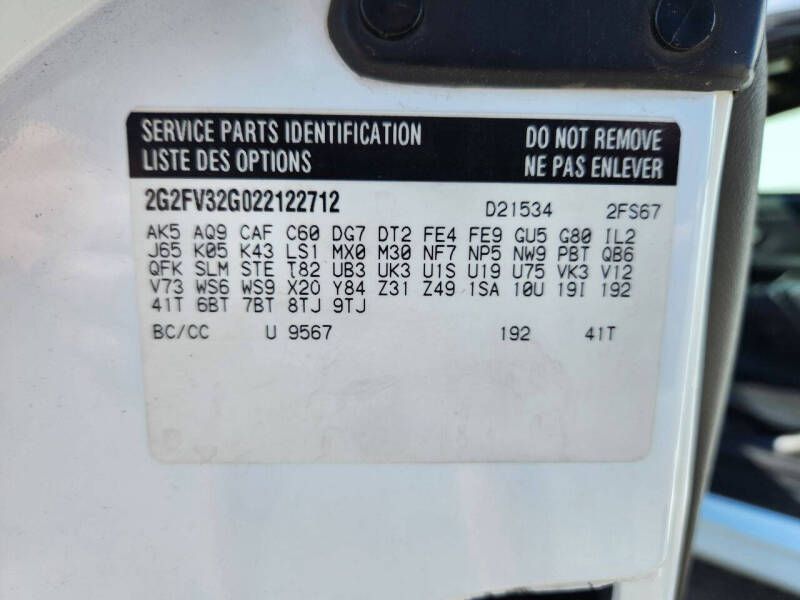 SERVICE PARTS IDENTIFICATION DO NOT REMOVE
LISTE DES OPTIONS NE PAS ENLEVER
2G2FV32G022122712 D21534 2FS67
AK5 AQ9 CAF C60 DG7 DT2 FE4 FE9 GU5 G80 IL2
J65 K05 K43 LS1 MX0 M30 NF7 NP5 NW9 PBT QB6
QFK SLM STE T82 UB3 UK3 U1S U19 U75 VK3 V12
V73 WS6 WS9 X20 Y84 Z31 Z49 1SA 10U 19I 192
41T 6BT 7BT 8TJ 9TJ
BC/CC U 9567 192 41T